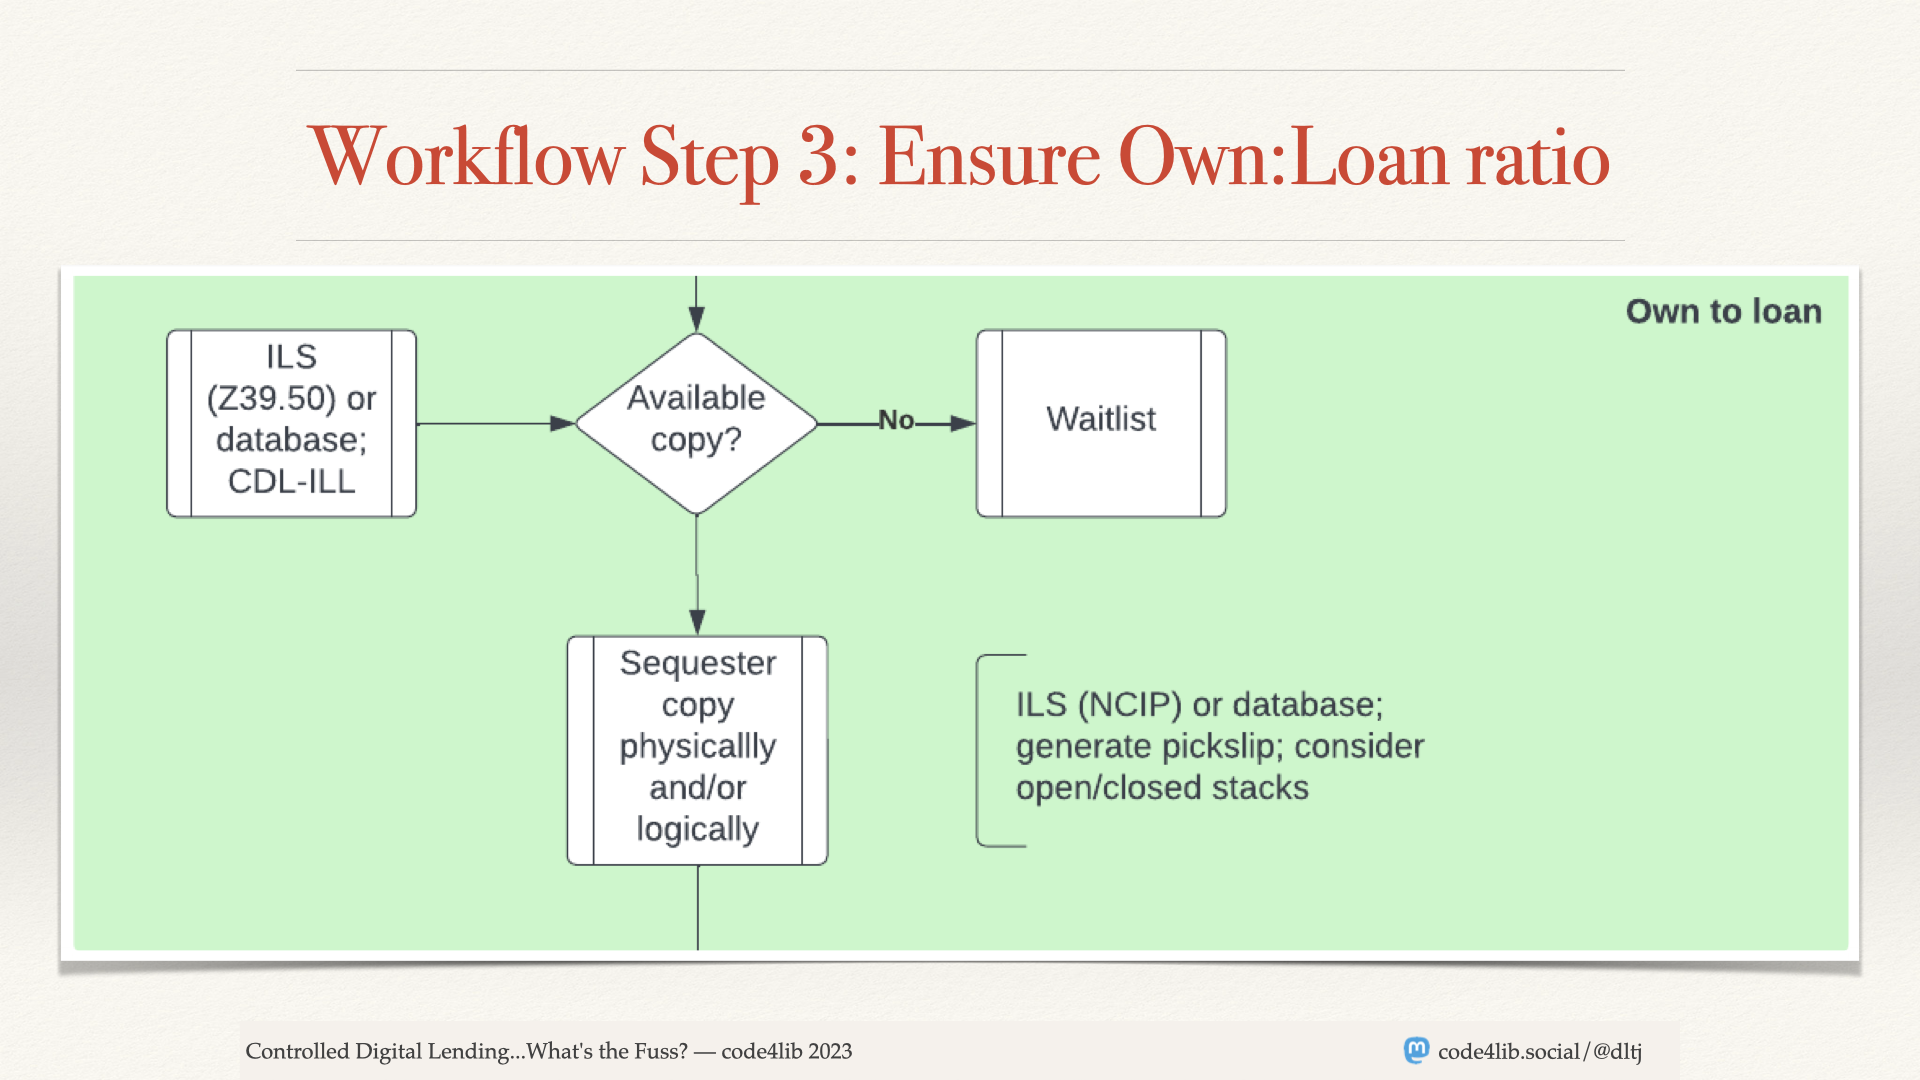 Workflow Step 3: Ensure Own:Loan ratio
Own to loan
ILS
(Z39.50) or
database;
CDL-ILL
Available
copy?
No
Waitlist
Sequester
copy
physicallly
and/or
logically
ILS (NCIP) or database;
generate pickslip; consider
open/closed stacks
Controlled Digital Lending...What's the Fuss? — code4lib 2023
code4lib.social/@dltj